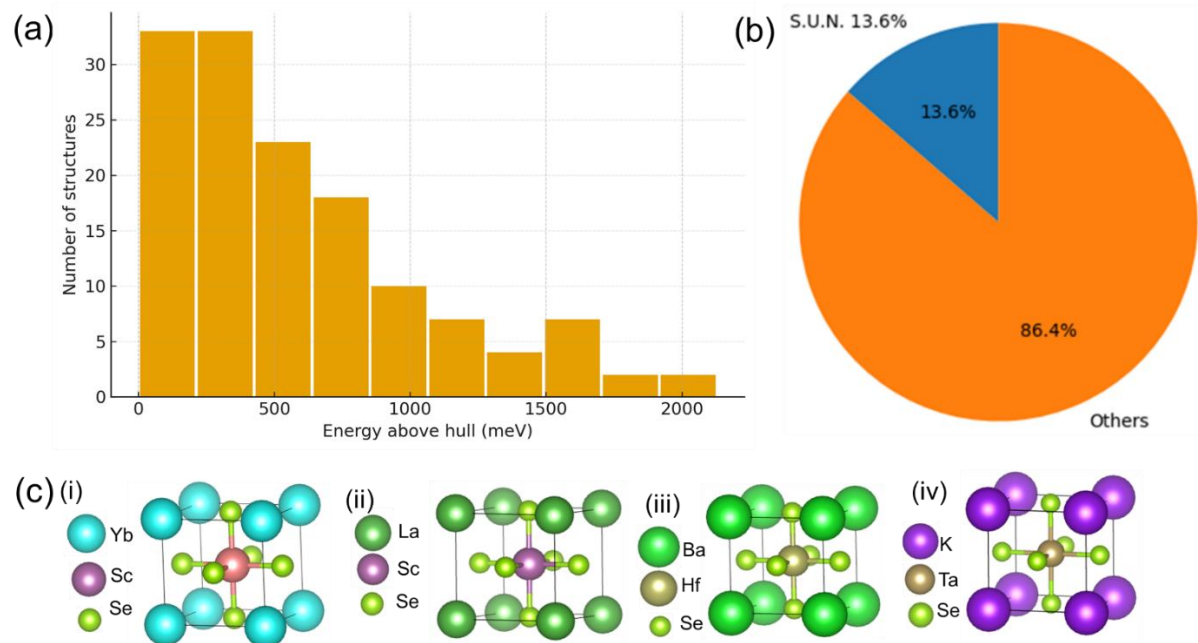 (a)
Number of structures
30
25
20
15
10
5
0
0 500 1000 1500 2000
Energy above hull (meV)
(b)
S.U.N. 13.6%
13.6%
86.4%
Others
(c)
(i)
Yb
Sc
Se
(ii)
La
Sc
Se
(iii)
Ba
Hf
Se
(iv)
K
Ta
Se